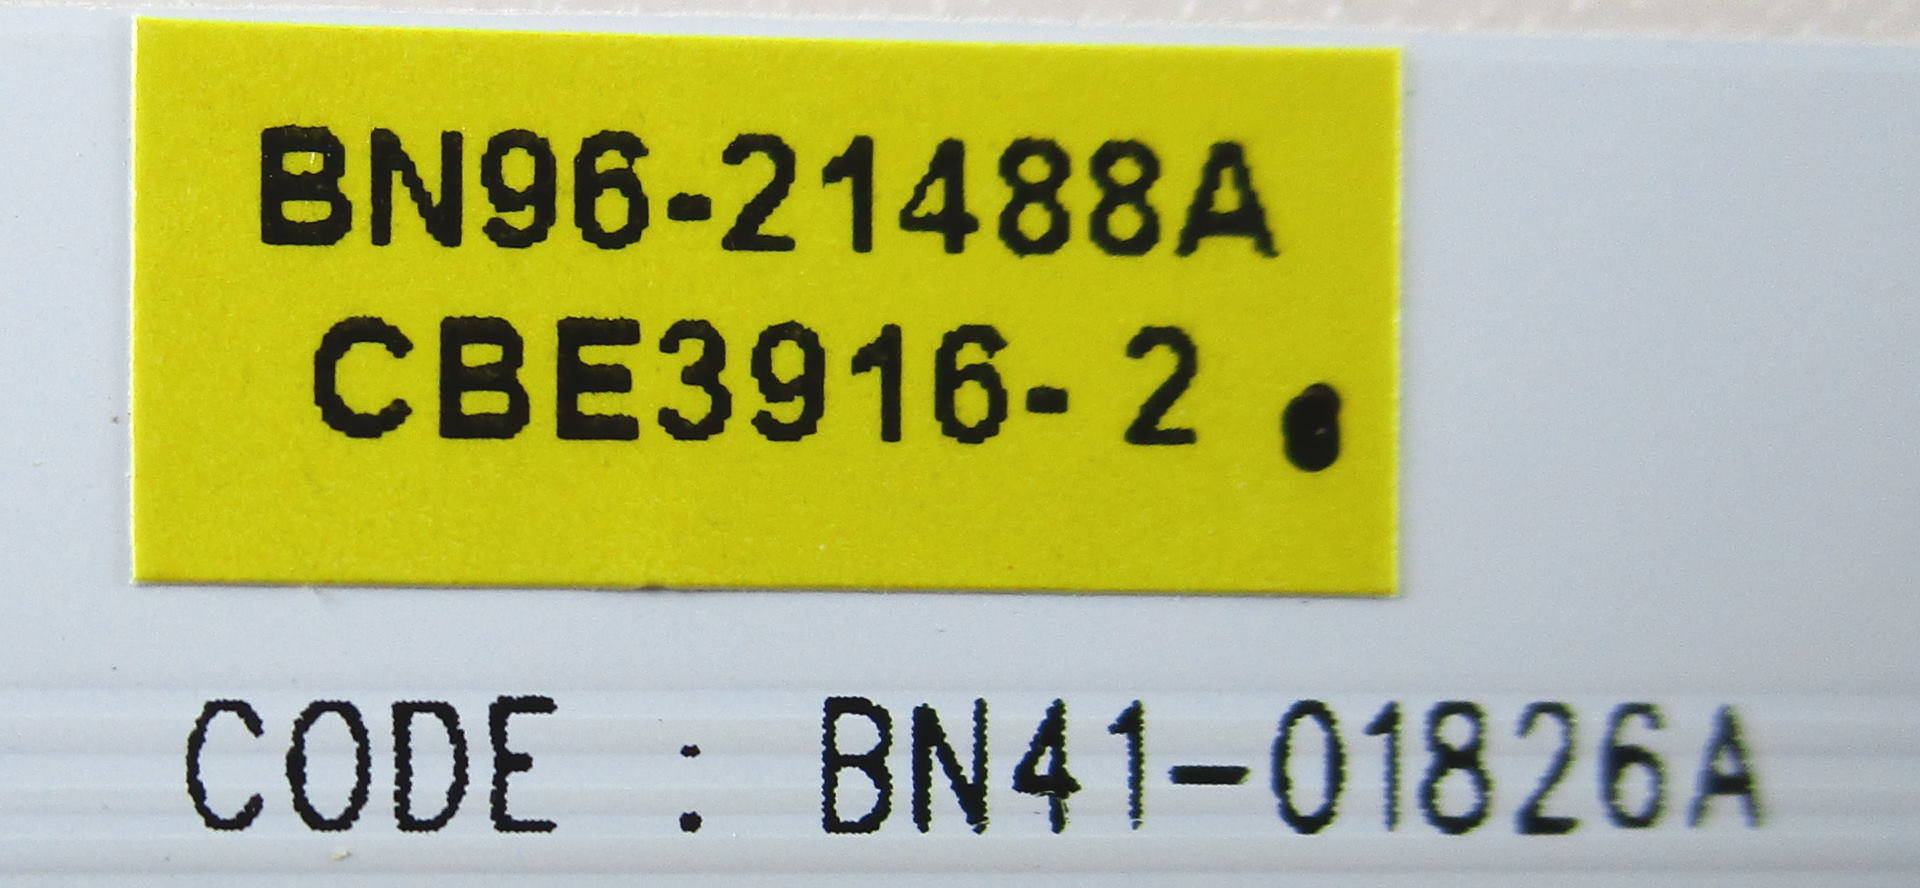 BN96-21488A
CBE3916- 2
CODE : BN41-01826A